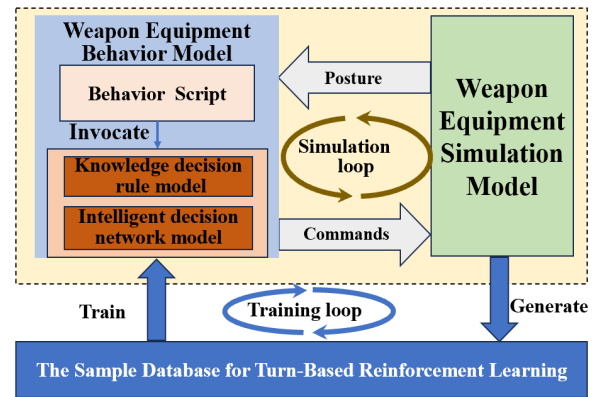 Weapon Equipment
Behavior Model
Behavior Script
Invocate
Knowledge decision
rule model
Intelligent decision
network model
Posture
Simulation
loop
Commands
Weapon
Equipment
Simulation
Model
Train
Training loop
Generate
The Sample Database for Turn-Based Reinforcement Learning